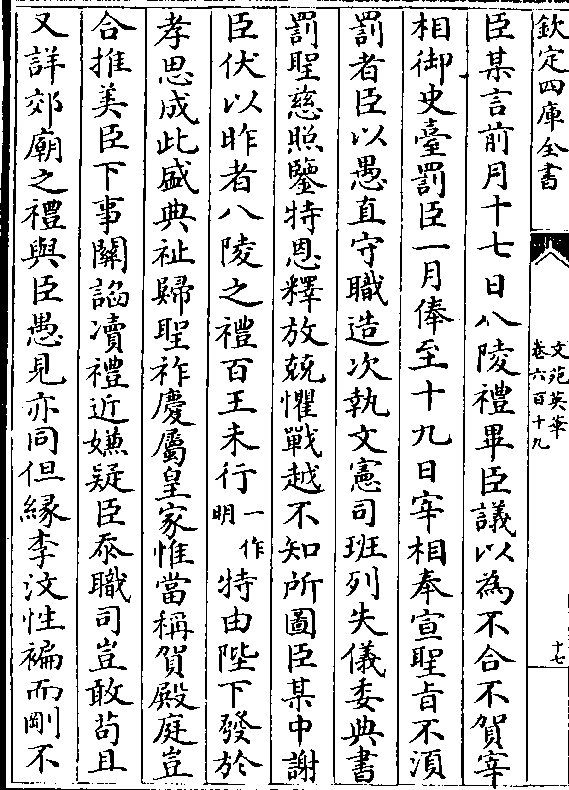 欽定四庫全書
文苑英華
卷六百十九
十七
臣某言前月十七日八陵禮畢臣議以為不合不賀宰
相御史臺罰臣一月俸至十九日宰相奉宣聖旨不湏
罰者臣以愚直守職造次執文憲司班列失儀委典書
罰聖慈照鑒特恩釋放兢懼戰越不知所圖臣某中謝
臣伏以昨者八陵之禮百王未行一作明特由陛下發於
孝思成此盛典祉歸聖祚慶屬皇家惟當稱賀殿庭豈
合推美臣下事闗謟瀆禮近嫌疑臣忝職司豈敢茍且
又詳郊廟之禮與臣愚見亦同但緣李汶性褊而剛不